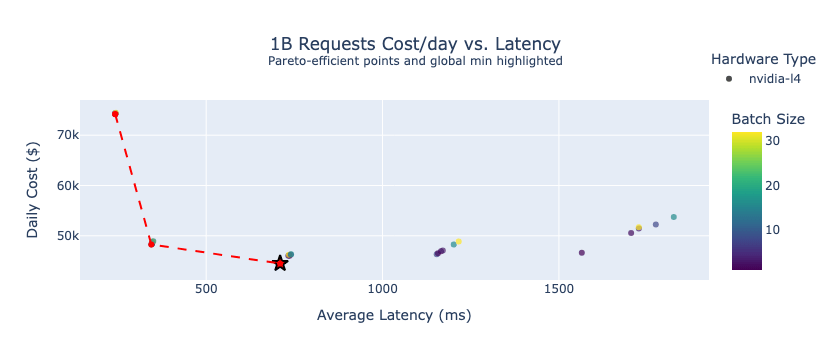 1B Requests Cost/day vs. Latency
Pareto-efficient points and global min highlighted
Hardware Type
nvidia-l4
Batch Size
30
20
10
Daily Cost ($)
70k
60k
50k
500
1000
1500
Average Latency (ms)